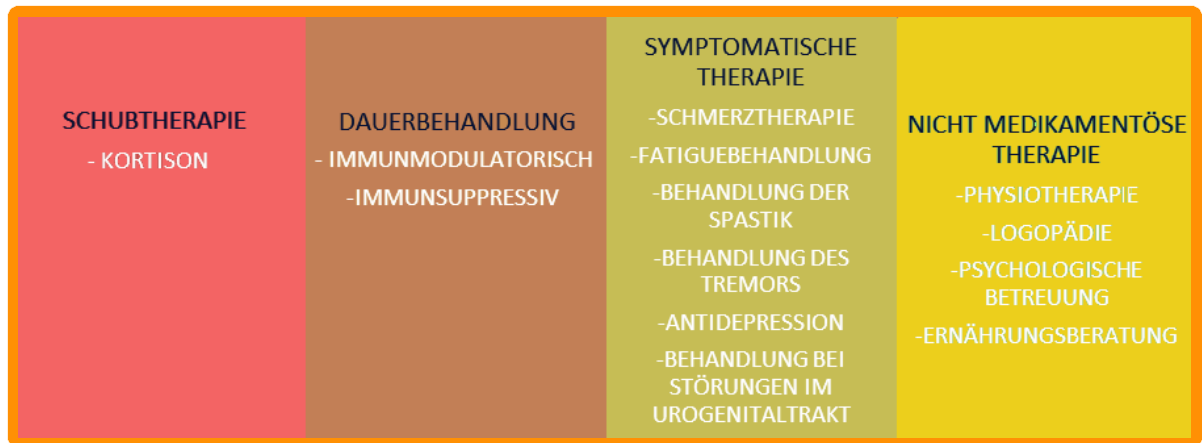 SCHUBTHERAPIE
- KORTISON
DAUERBEHANDLUNG
- IMMUNMODULATORISCH
-IMMUNSUPPRESSIV
SYMPTOMATISCHE
THERAPIE
-SCHMERZTHERAPIE
-FATIGUEBEHANDLUNG
-BEHANDLUNG DER
SPASTIK
-BEHANDLUNG DES
TREMORS
-ANTIDEPRESSION
-BEHANDLUNG BEI
STÖRUNGEN IM
UROGENITALTRAKT
NICHT MEDIKAMENTÖSE
THERAPIE
-PHYSIOTHERAPIE
-LOGOPÄDIE
-PSYCHOLOGISCHE
BETREUUNG
-ERNÄHRUNGSBERATUNG